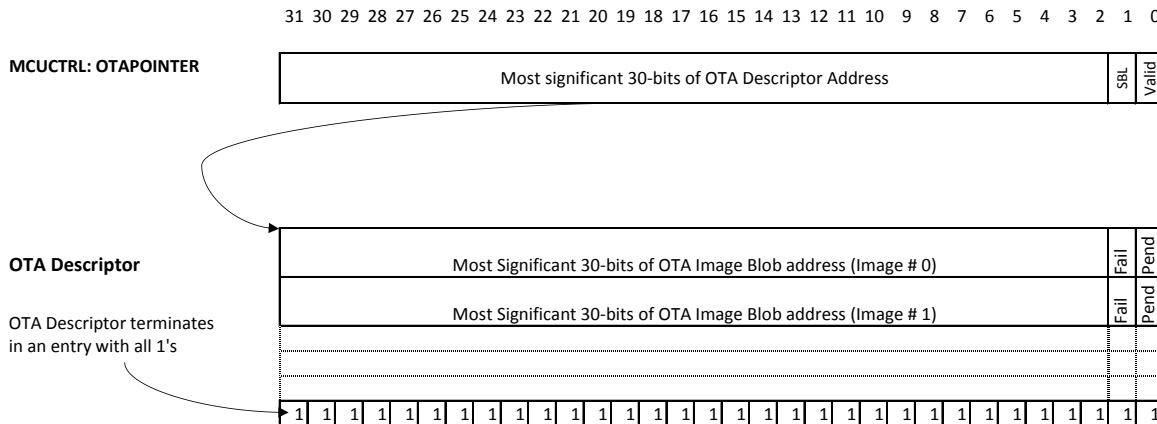 31 30 29 28 27 26 25 24 23 22 21 20 19 18 17 16 15 14 13 12 11 10 9 8 7 6 5 4 3 2 1 0
MCUCTRL: OTAPOINTER
Most significant 30-bits of OTA Descriptor Address
SBL
Valid
OTA Descriptor
Most Significant 30-bits of OTA Image Blob address (Image # 0)
Fail
Pend
Most Significant 30-bits of OTA Image Blob address (Image # 1)
Fail
Pend
OTA Descriptor terminates
in an entry with all 1's
1 1 1 1 1 1 1 1 1 1 1 1 1 1 1 1 1 1 1 1 1 1 1 1 1 1 1 1 1 1 1 1